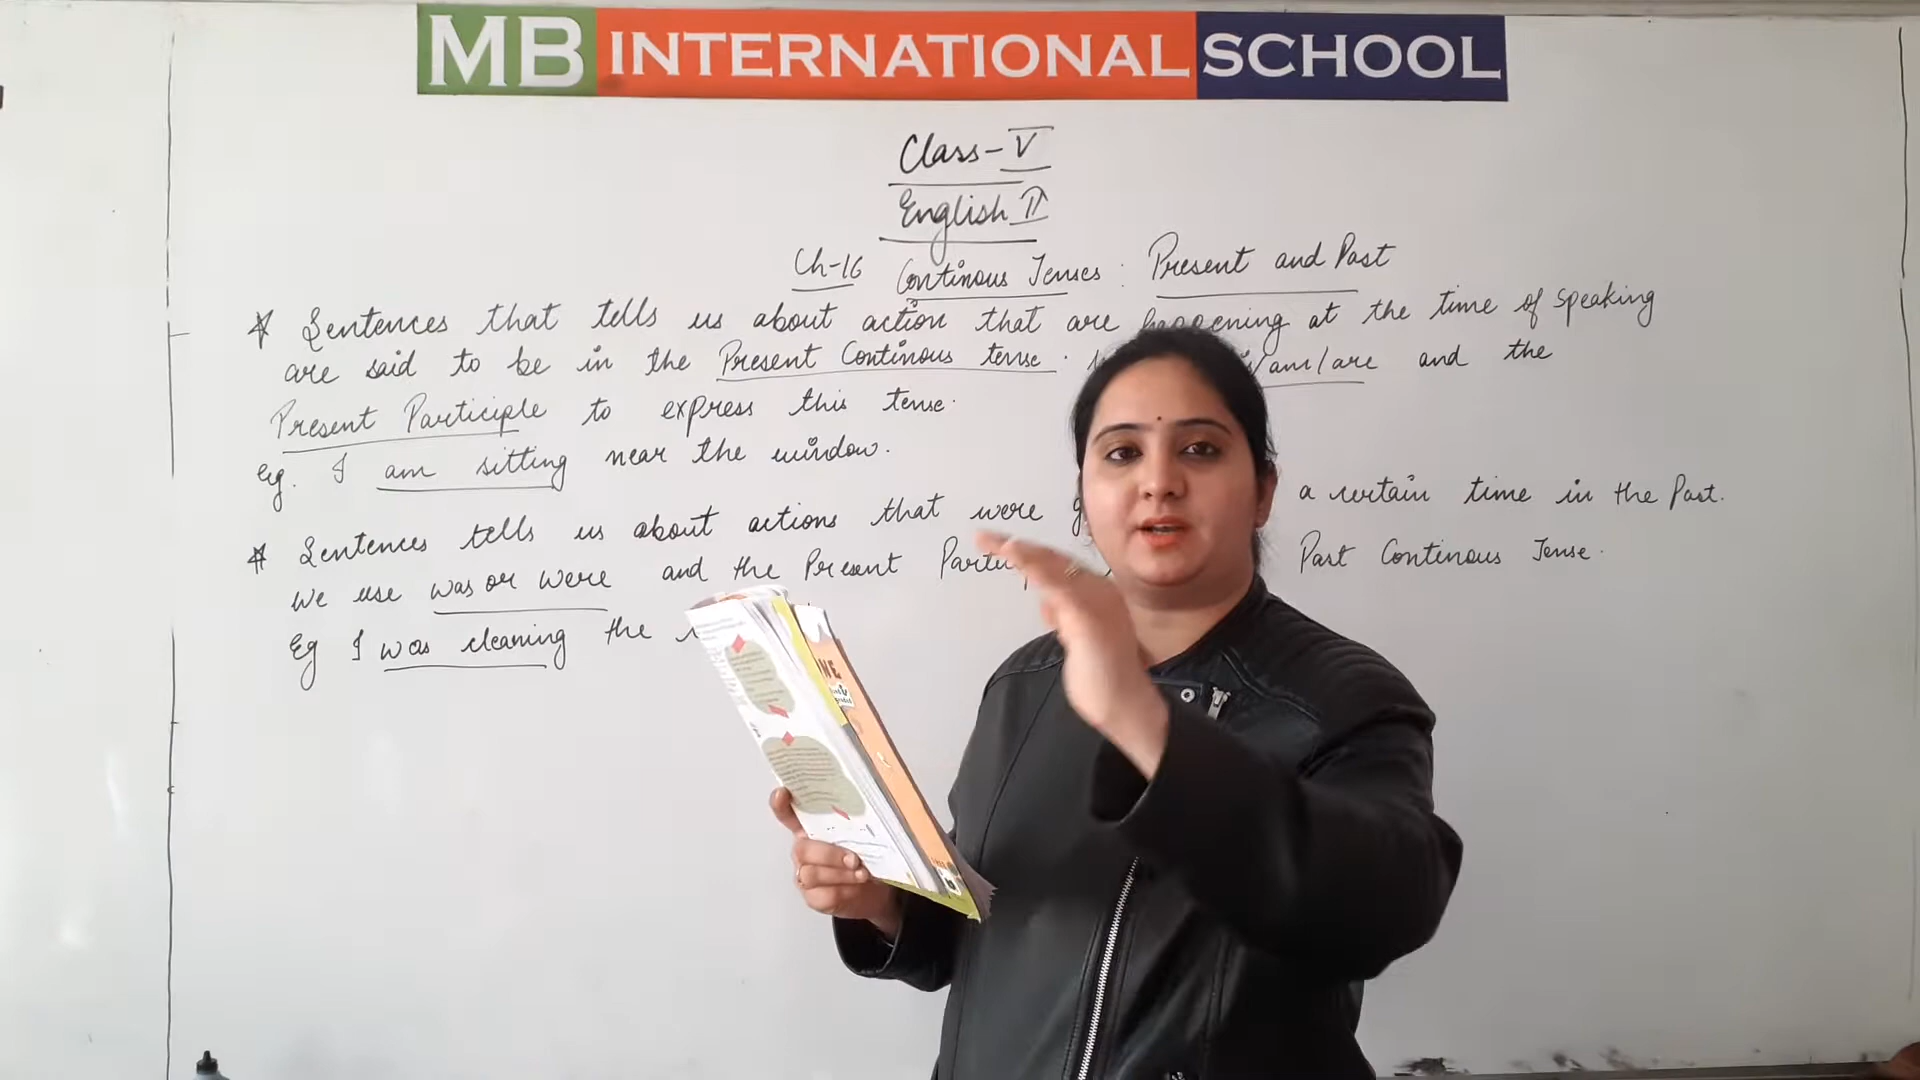 MB INTERNATIONAL SCHOOL
Class-V
English II
Ch-16 Continous Tenses : Present and Past
* Sentences that tells us about action that are happening at the time of speaking
are said to be in the Present Continous tense. is/am/are and the
Present Participle to express this tense.
Eg. I am sitting near the window.
* Sentences tells us about actions that were a certain time in the Past.
We use was or were and the Present Past Continous Tense.
Eg I was cleaning the